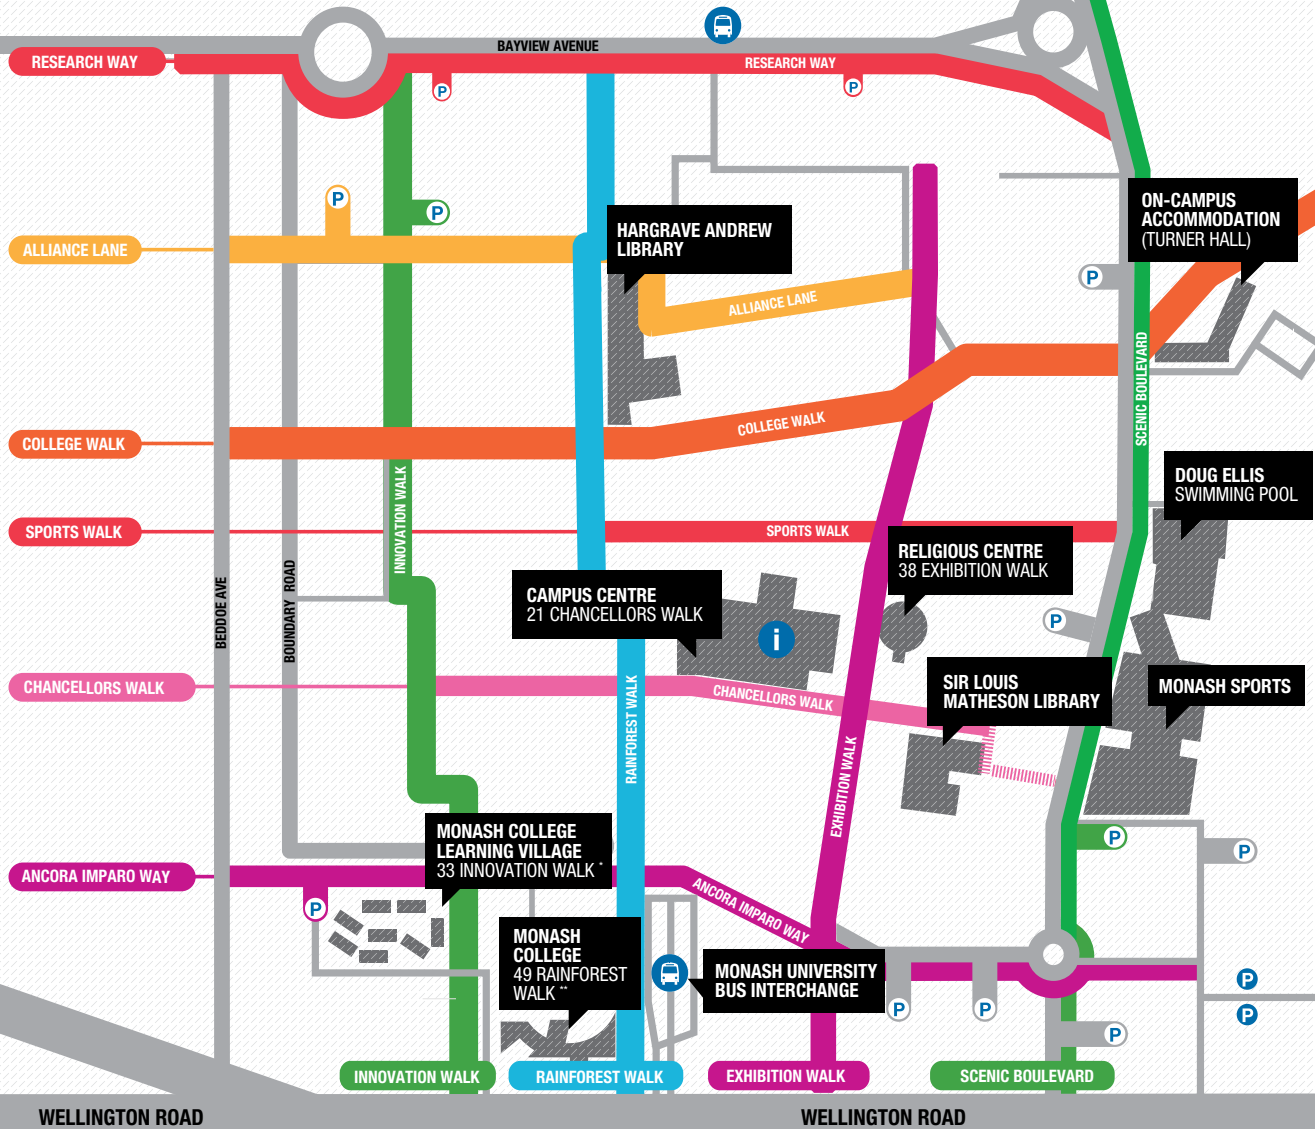 BAYVIEW AVENUE
RESEARCH WAY
RESEARCH WAY
P
P
P
P
ON-CAMPUS
ACCOMMODATION
(TURNER HALL)
HARGRAVE ANDREW
LIBRARY
ALLIANCE LANE
P
ALLIANCE LANE
SCENIC BOULEVARD
COLLEGE WALK
COLLEGE WALK
DOUG ELLIS
SWIMMING POOL
INNOVATION WALK
SPORTS WALK
SPORTS WALK
RELIGIOUS CENTRE
38 EXHIBITION WALK
BEDDOE AVE
BOUNDARY ROAD
CAMPUS CENTRE
21 CHANCELLORS WALK
i
P
CHANCELLORS WALK
CHANCELLORS WALK
SIR LOUIS
MATHESON LIBRARY
MONASH SPORTS
RAINFOREST WALK
EXHIBITION WALK
MONASH COLLEGE
LEARNING VILLAGE
33 INNOVATION WALK *
P
P
ANCORA IMPARO WAY
ANCORA IMPARO WAY
P
MONASH
COLLEGE
49 RAINFOREST
WALK **
MONASH UNIVERSITY
BUS INTERCHANGE
P
P
P
P
P
P
INNOVATION WALK
RAINFOREST WALK
EXHIBITION WALK
SCENIC BOULEVARD
WELLINGTON ROAD
WELLINGTON ROAD